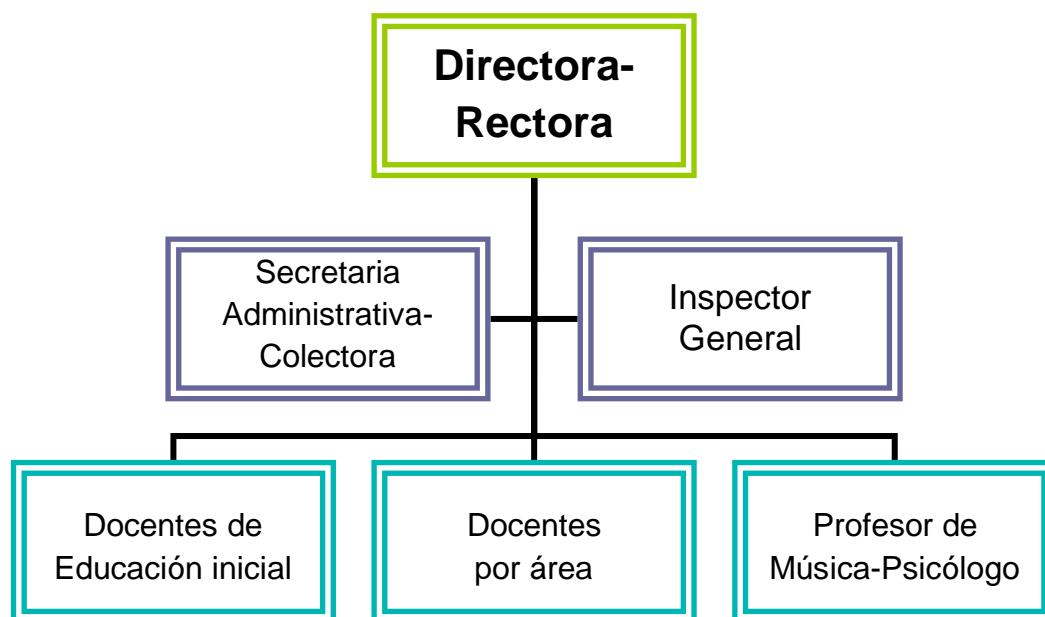 Directora-
Rectora
Secretaria
Administrativa-
Colectora
Inspector
General
Docentes de
Educación inicial
Docentes
por área
Profesor de
Música-Psicólogo